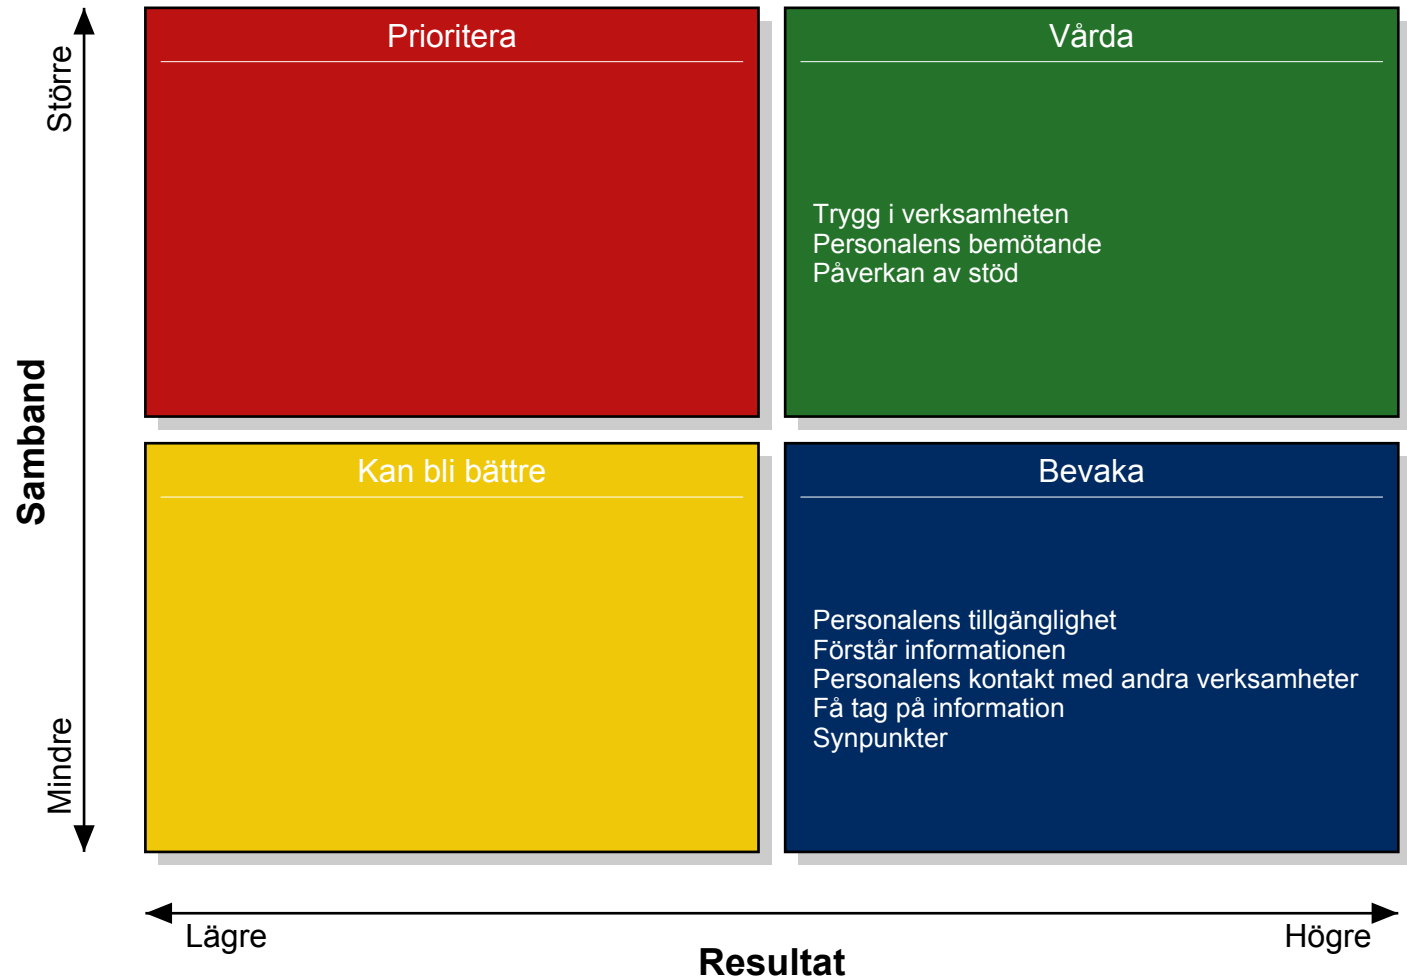 Större
Samband
Mindre
Prioritera
Vårda
Trygg i verksamheten
Personalens bemötande
Påverkan av stöd
Kan bli bättre
Bevaka
Personalens tillgänglighet
Förstår informationen
Personalens kontakt med andra verksamheter
Få tag på information
Synpunkter
Lägre
Högre
Resultat